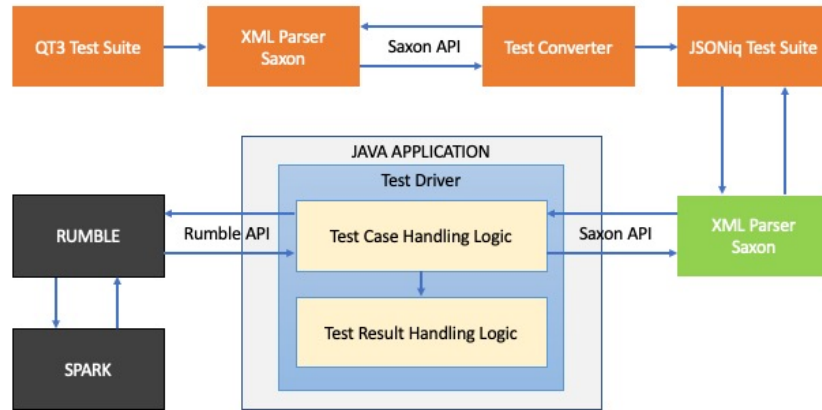 QT3 Test Suite
XML Parser
Saxon
Saxon API
Test Converter
JSONiq Test Suite
JAVA APPLICATION
Test Driver
RUMBLE
Rumble API
Test Case Handling Logic
Saxon API
XML Parser
Saxon
Test Result Handling Logic
SPARK